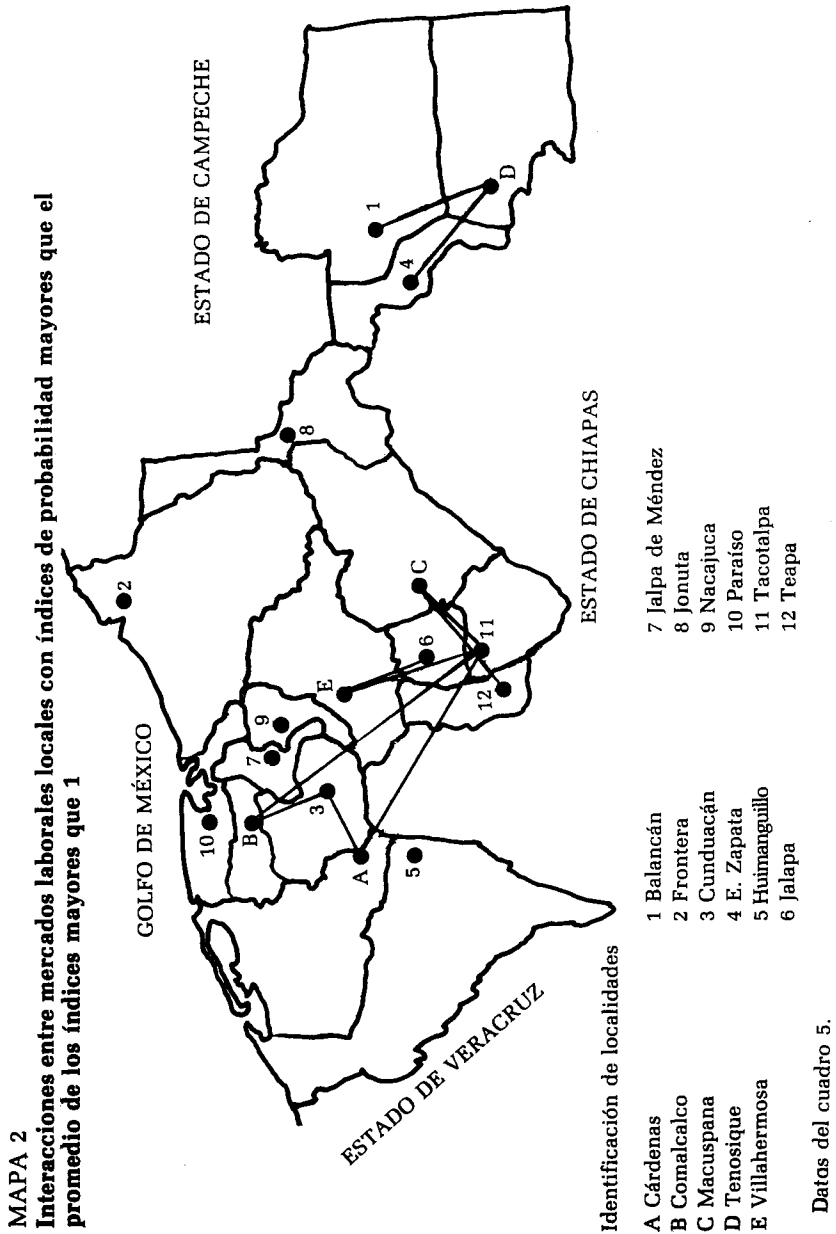 MAPA 2
Interacciones entre mercados laborales locales con índices de probabilidad mayores que el
promedio de los índices mayores que 1
GOLFO DE MÉXICO
ESTADO DE CAMPECHE
ESTADO DE VERACRUZ
ESTADO DE CHIAPAS
10
B
7
9
3
A
5
E
2
6
12
11
C
8
4
1
D
Identificación de localidades
A Cárdenas
B Comalcalco
C Macuspana
D Tenosique
E Villahermosa
1 Balancán
2 Frontera
3 Cunduacán
4 E. Zapata
5 Huimanguillo
6 Jalapa
7 Jalpa de Méndez
8 Jonuta
9 Nacajuca
10 Paraíso
11 Tacotalpa
12 Teapa
Datos del cuadro 5.